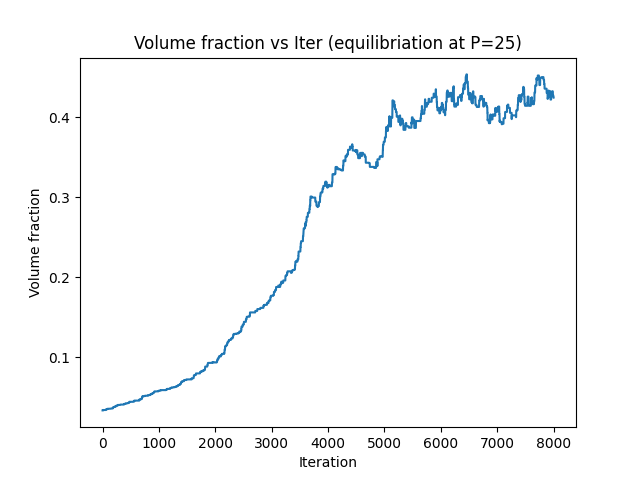 Volume fraction vs Iter (equilibriation at P=25)
Volume fraction
0.4
0.3
0.2
0.1
0 1000 2000 3000 4000 5000 6000 7000 8000
Iteration